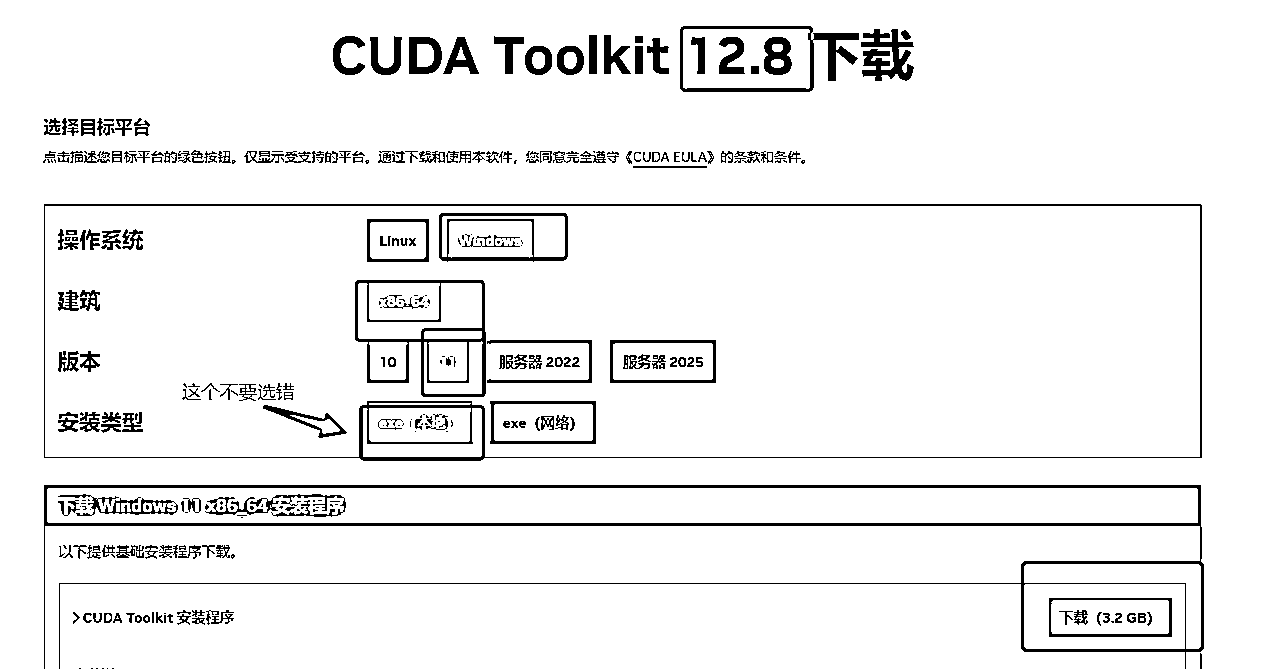 CUDA Toolkit 12.8 下载
选择目标平台
点击描述您目标平台的绿色按钮。仅显示受支持的平台。通过下载和使用本软件，您同意完全遵守《CUDA EULA》的条款和条件。
操作系统 Linux Windows
建筑 x86_64
版本 10 11 服务器 2022 服务器 2025
这个不要选错
安装类型 exe（本地） exe（网络）
下载 Windows 11 x86_64 安装程序
以下提供基础安装程序下载。
>CUDA Toolkit 安装程序 下载（3.2 GB）